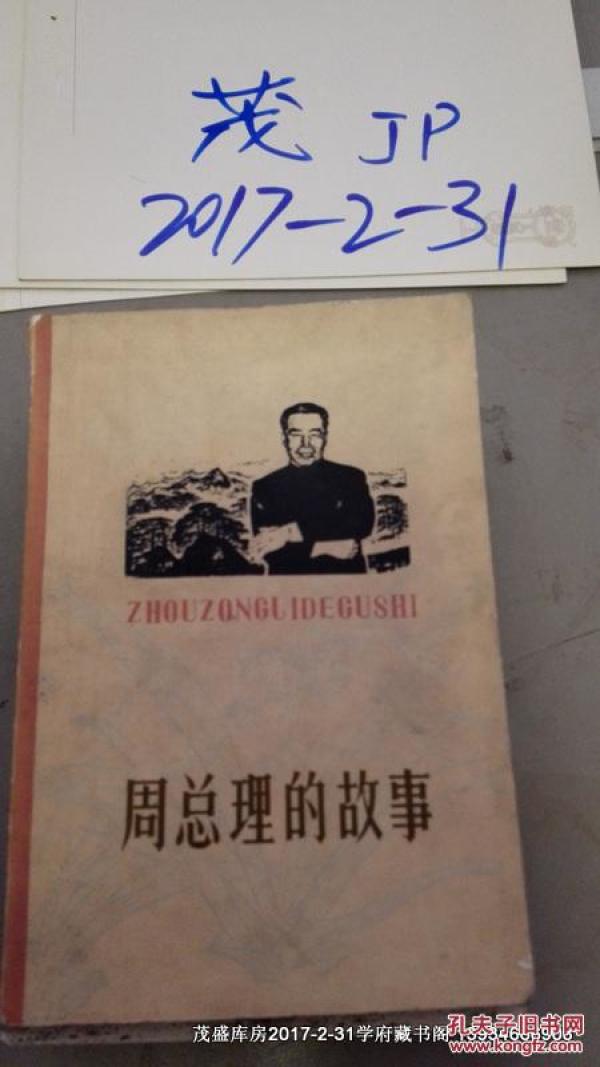 茂 JP
2017-2-31
ZHOUZONGLIDEGUSHI
周总理的故事
茂盛库房2017-2-31学府藏书阁
孔夫子旧书网
www.kongfz.com